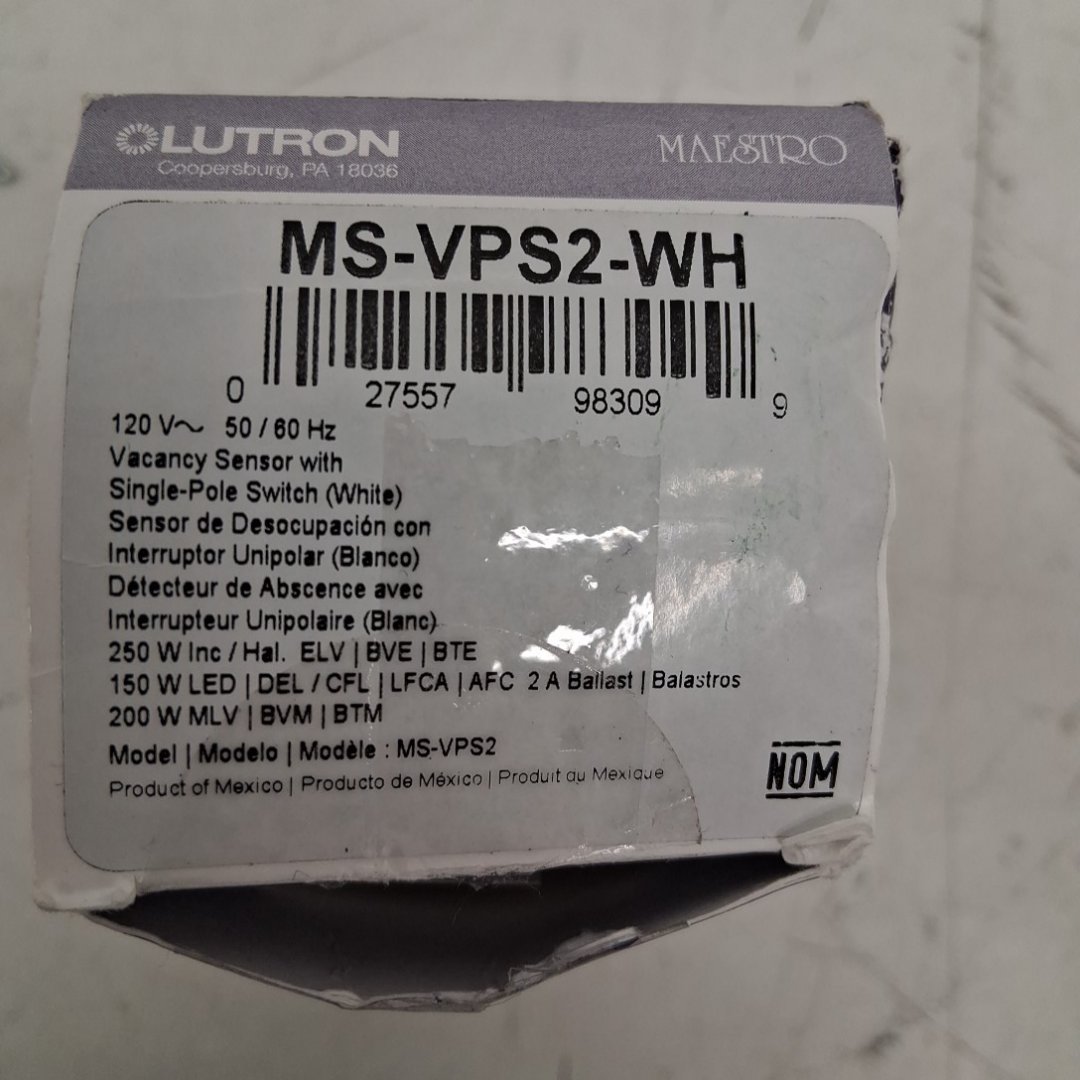 LUTRON
Coopersburg, PA 18036
MAESTRO
MS-VPS2-WH
0 27557 98309 9
120 V~ 50 / 60 Hz
Vacancy Sensor with
Single-Pole Switch (White)
Sensor de Desocupación con
Interruptor Unipolar (Blanco)
Détecteur de Abscence avec
Interrupteur Unipolaire (Blanc)
250 W Inc / Hal. ELV | BVE | BTE
150 W LED | DEL / CFL | LFCA | AFC 2 A Ballast | Balastros
200 W MLV | BVM | BTM
Model | Modelo | Modèle : MS-VPS2
Product of Mexico | Producto de México | Produit du Mexique
NOM